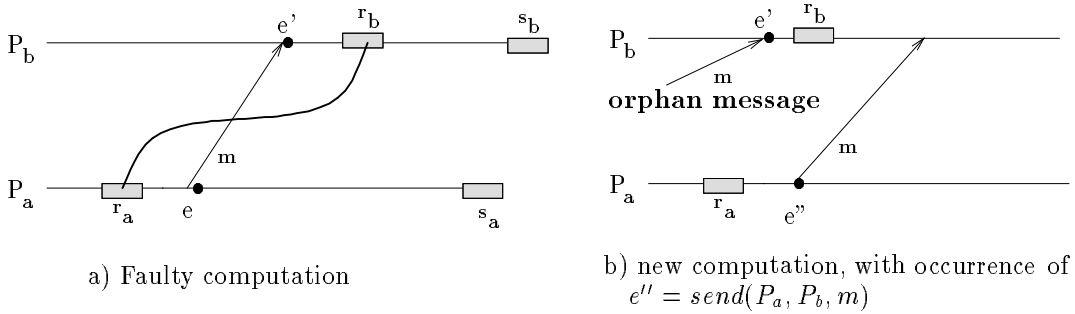 e'
r_b
s_b
P_b
m
P_a
r_a
e
s_a
a) Faulty computation
e'
r_b
P_b
m
orphan message
m
P_a
r_a
e"
b) new computation, with occurrence of
e'' = send(P_a, P_b, m)